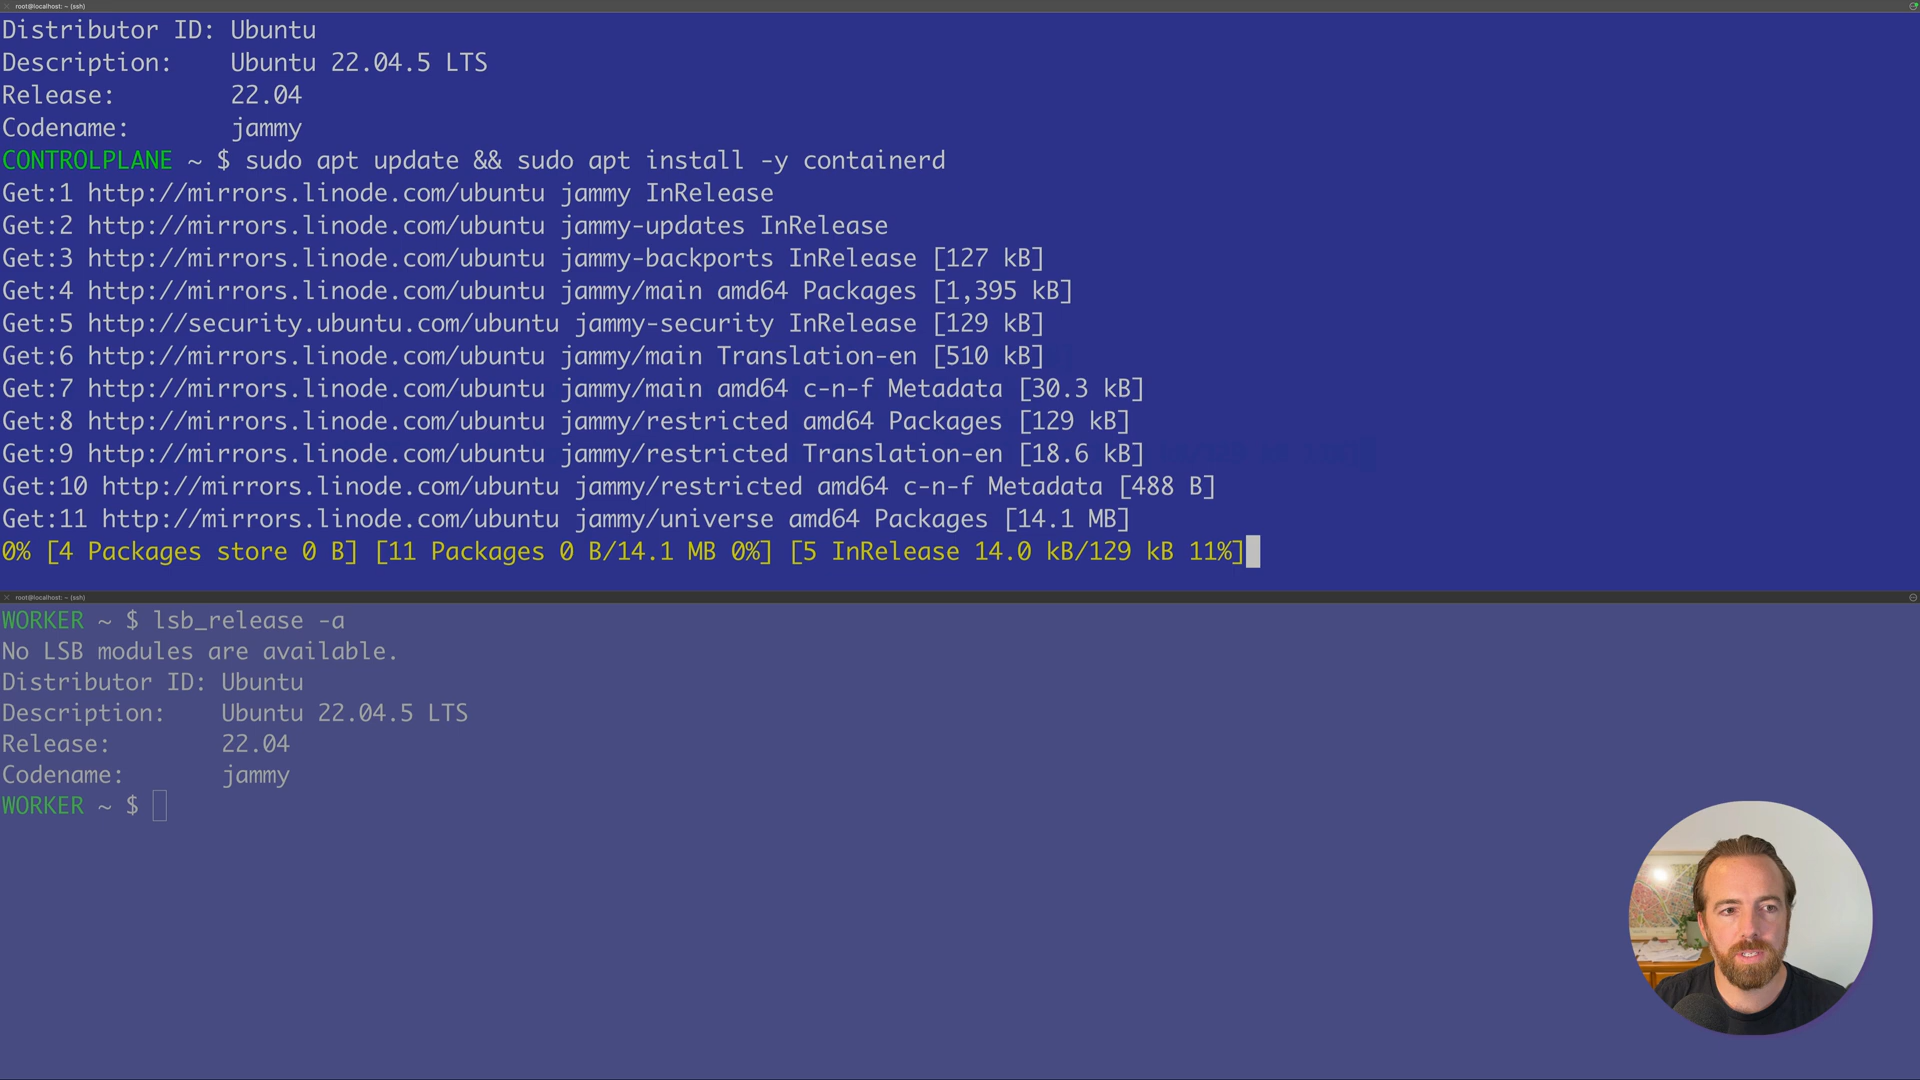 root@localhost: ~ (ssh)
Distributor ID: Ubuntu
Description:    Ubuntu 22.04.5 LTS
Release:        22.04
Codename:       jammy
CONTROLPLANE ~ $ sudo apt update && sudo apt install -y containerd
Get:1 http://mirrors.linode.com/ubuntu jammy InRelease
Get:2 http://mirrors.linode.com/ubuntu jammy-updates InRelease
Get:3 http://mirrors.linode.com/ubuntu jammy-backports InRelease [127 kB]
Get:4 http://mirrors.linode.com/ubuntu jammy/main amd64 Packages [1,395 kB]
Get:5 http://security.ubuntu.com/ubuntu jammy-security InRelease [129 kB]
Get:6 http://mirrors.linode.com/ubuntu jammy/main Translation-en [510 kB]
Get:7 http://mirrors.linode.com/ubuntu jammy/main amd64 c-n-f Metadata [30.3 kB]
Get:8 http://mirrors.linode.com/ubuntu jammy/restricted amd64 Packages [129 kB]
Get:9 http://mirrors.linode.com/ubuntu jammy/restricted Translation-en [18.6 kB]
Get:10 http://mirrors.linode.com/ubuntu jammy/restricted amd64 c-n-f Metadata [488 B]
Get:11 http://mirrors.linode.com/ubuntu jammy/universe amd64 Packages [14.1 MB]
0% [4 Packages store 0 B] [11 Packages 0 B/14.1 MB 0%] [5 InRelease 14.0 kB/129 kB 11%]
root@localhost: ~ (ssh)
WORKER ~ $ lsb_release -a
No LSB modules are available.
Distributor ID: Ubuntu
Description:    Ubuntu 22.04.5 LTS
Release:        22.04
Codename:       jammy
WORKER ~ $